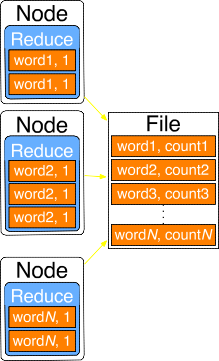 Node
Reduce
word1, 1
word1, 1
Node
Reduce
word2, 1
word2, 1
word2, 1
Node
Reduce
wordN, 1
wordN, 1
File
word1, count1
word2, count2
word3, count3
wordN, countN